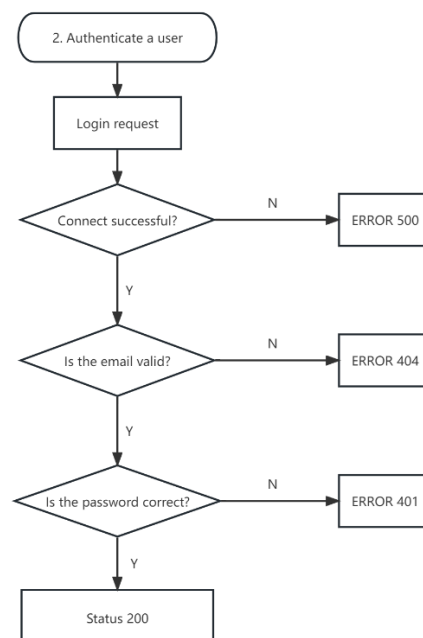 2. Authenticate a user
Login request
Connect successful?
N
ERROR 500
Y
Is the email valid?
N
ERROR 404
Y
Is the password correct?
N
ERROR 401
Y
Status 200